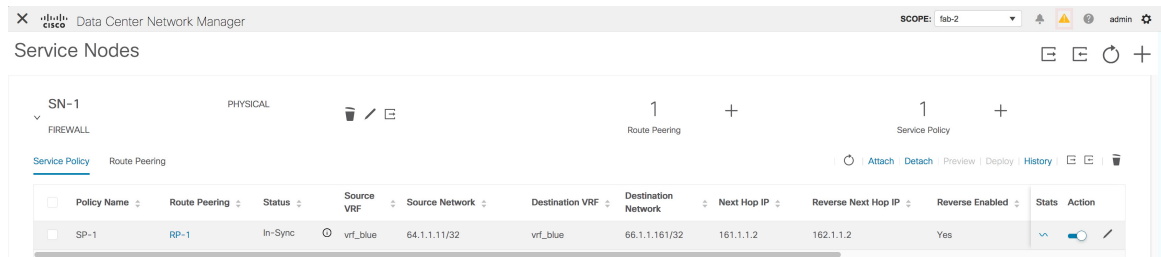 CISCO Data Center Network Manager SCOPE: fab-2 admin
Service Nodes
SN-1 PHYSICAL 1 1
FIREWALL Route Peering Service Policy
Service Policy Route Peering Attach Detach Preview Deploy History
Policy Name Route Peering Status Source VRF Source Network Destination VRF Destination Network Next Hop IP Reverse Next Hop IP Reverse Enabled Stats Action
SP-1 RP-1 In-Sync vrf_blue 64.1.1.11/32 vrf_blue 66.1.1.161/32 161.1.1.2 162.1.1.2 Yes